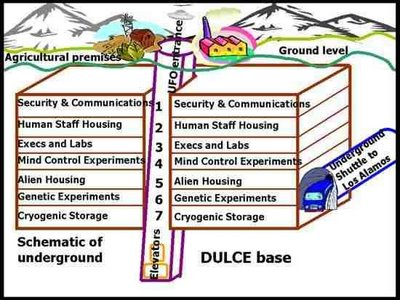 UFO entrance
Ground level
Agricultural premises
Security & Communications
1
Security & Communications
Human Staff Housing
2
Human Staff Housing
Execs and Labs
3
Execs and Labs
Mind Control Experiments
4
Mind Control Experiments
Alien Housing
5
Alien Housing
Genetic Experiments
6
Genetic Experiments
Cryogenic Storage
7
Cryogenic Storage
Underground
Shuttle to
Los Alamos
Schematic of
underground
Elevators
DULCE base